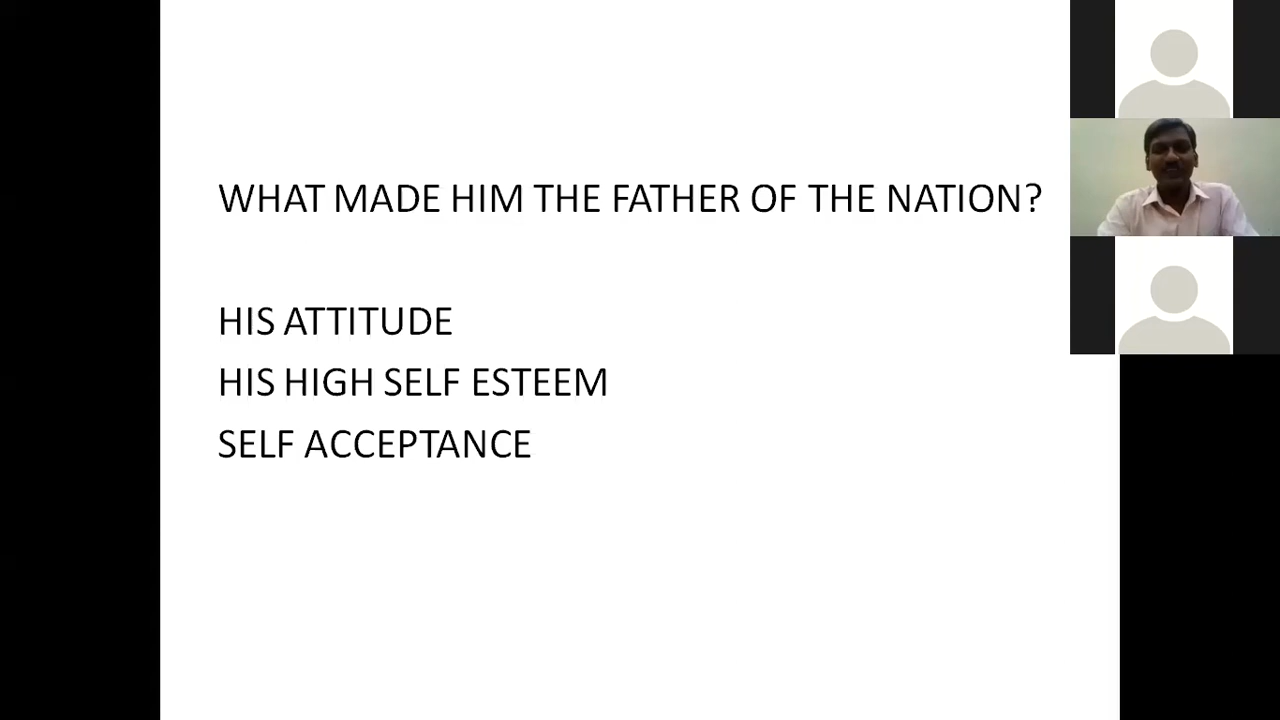 WHAT MADE HIM THE FATHER OF THE NATION?
HIS ATTITUDE
HIS HIGH SELF ESTEEM
SELF ACCEPTANCE